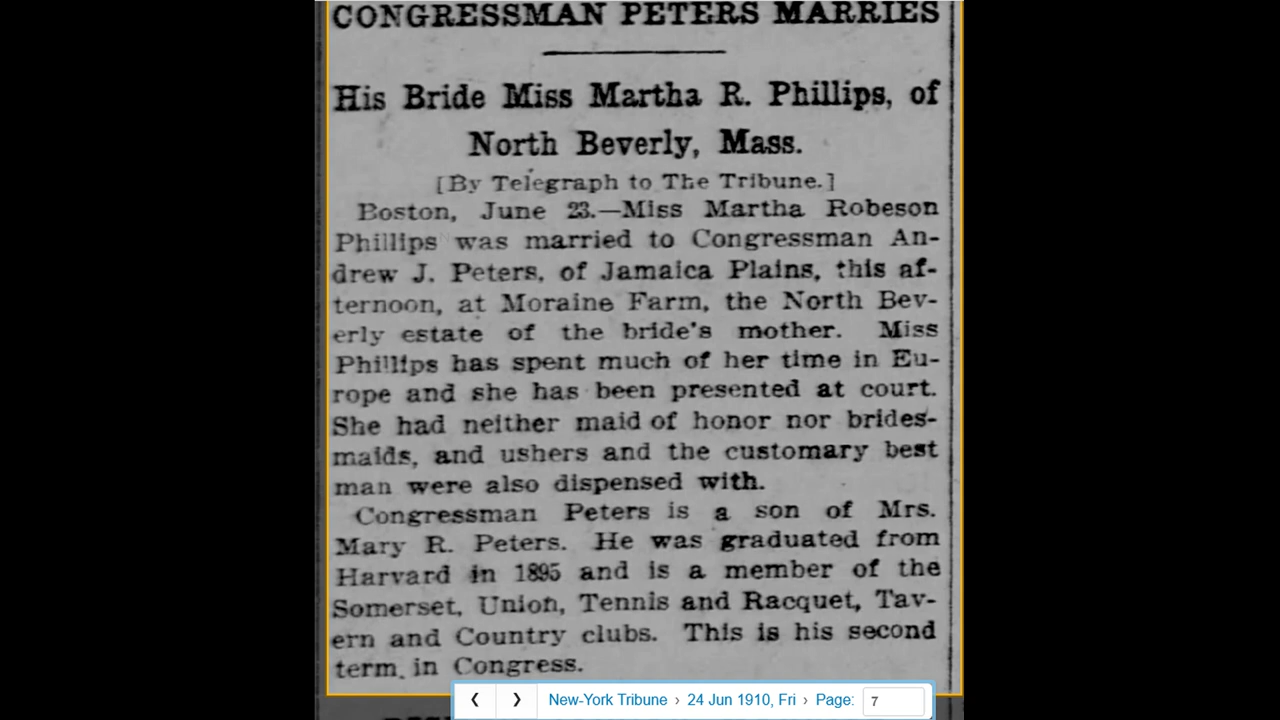 CONGRESSMAN PETERS MARRIES
His Bride Miss Martha R. Phillips, of
North Beverly, Mass.
[By Telegraph to The Tribune.]
Boston, June 23.—Miss Martha Robeson
Phillips was married to Congressman An-
drew J. Peters, of Jamaica Plains, this af-
ternoon, at Moraine Farm, the North Bev-
erly estate of the bride's mother. Miss
Phillips has spent much of her time in Eu-
rope and she has been presented at court.
She had neither maid of honor nor brides-
maids, and ushers and the customary best
man were also dispensed with.
Congressman Peters is a son of Mrs.
Mary R. Peters. He was graduated from
Harvard in 1895 and is a member of the
Somerset, Union, Tennis and Racquet, Tav-
ern and Country clubs. This is his second
term in Congress.
❮ ❯ New-York Tribune › 24 Jun 1910, Fri › Page: 7